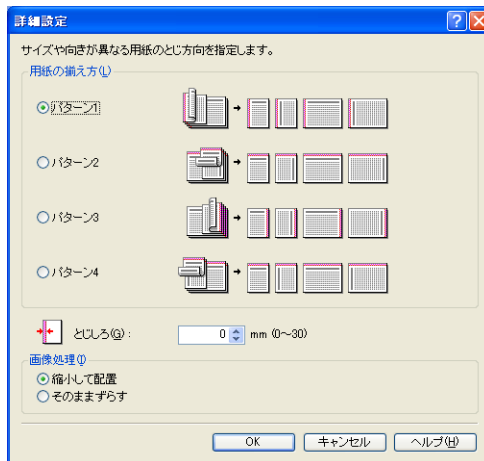 詳細設定
サイズや向きが異なる用紙のとじ方向を指定します。
用紙の揃え方(L)
パターン1
パターン2
パターン3
パターン4
とじしろ(G):
0 mm (0～30)
画像処理(I)
縮小して配置
そのままずらす
OK キャンセル ヘルプ(H)